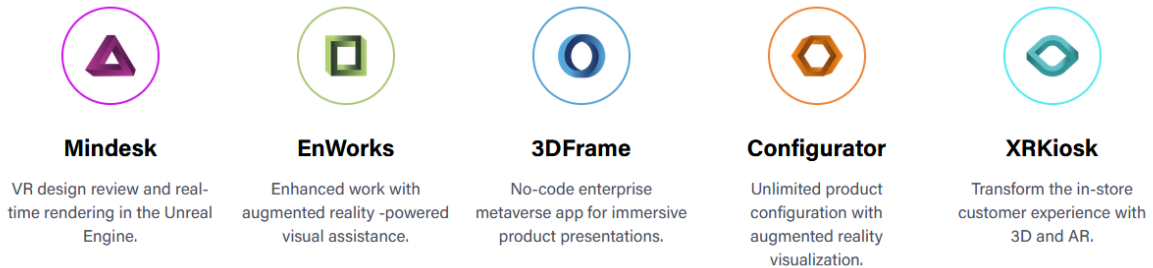 Mindesk
VR design review and real-
time rendering in the Unreal
Engine.
EnWorks
Enhanced work with
augmented reality -powered
visual assistance.
3DFrame
No-code enterprise
metaverse app for immersive
product presentations.
Configurator
Unlimited product
configuration with
augmented reality
visualization.
XRKiosk
Transform the in-store
customer experience with
3D and AR.